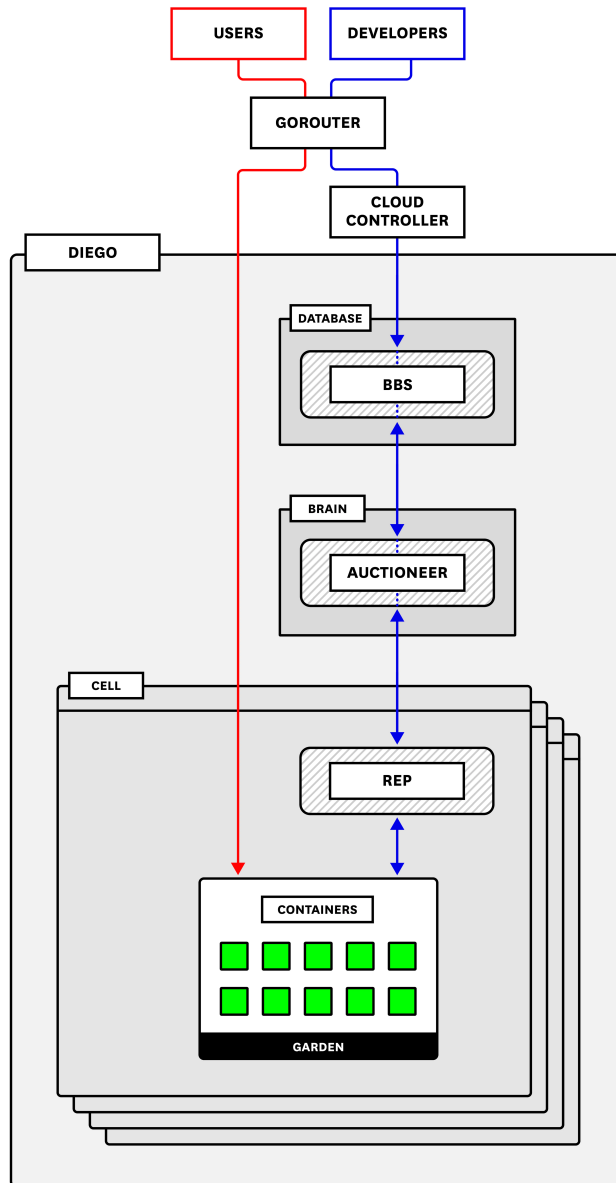 USERS
DEVELOPERS
GOROUTER
CLOUD
CONTROLLER
DIEGO
DATABASE
BBS
BRAIN
AUCTIONEER
CELL
REP
CONTAINERS
GARDEN